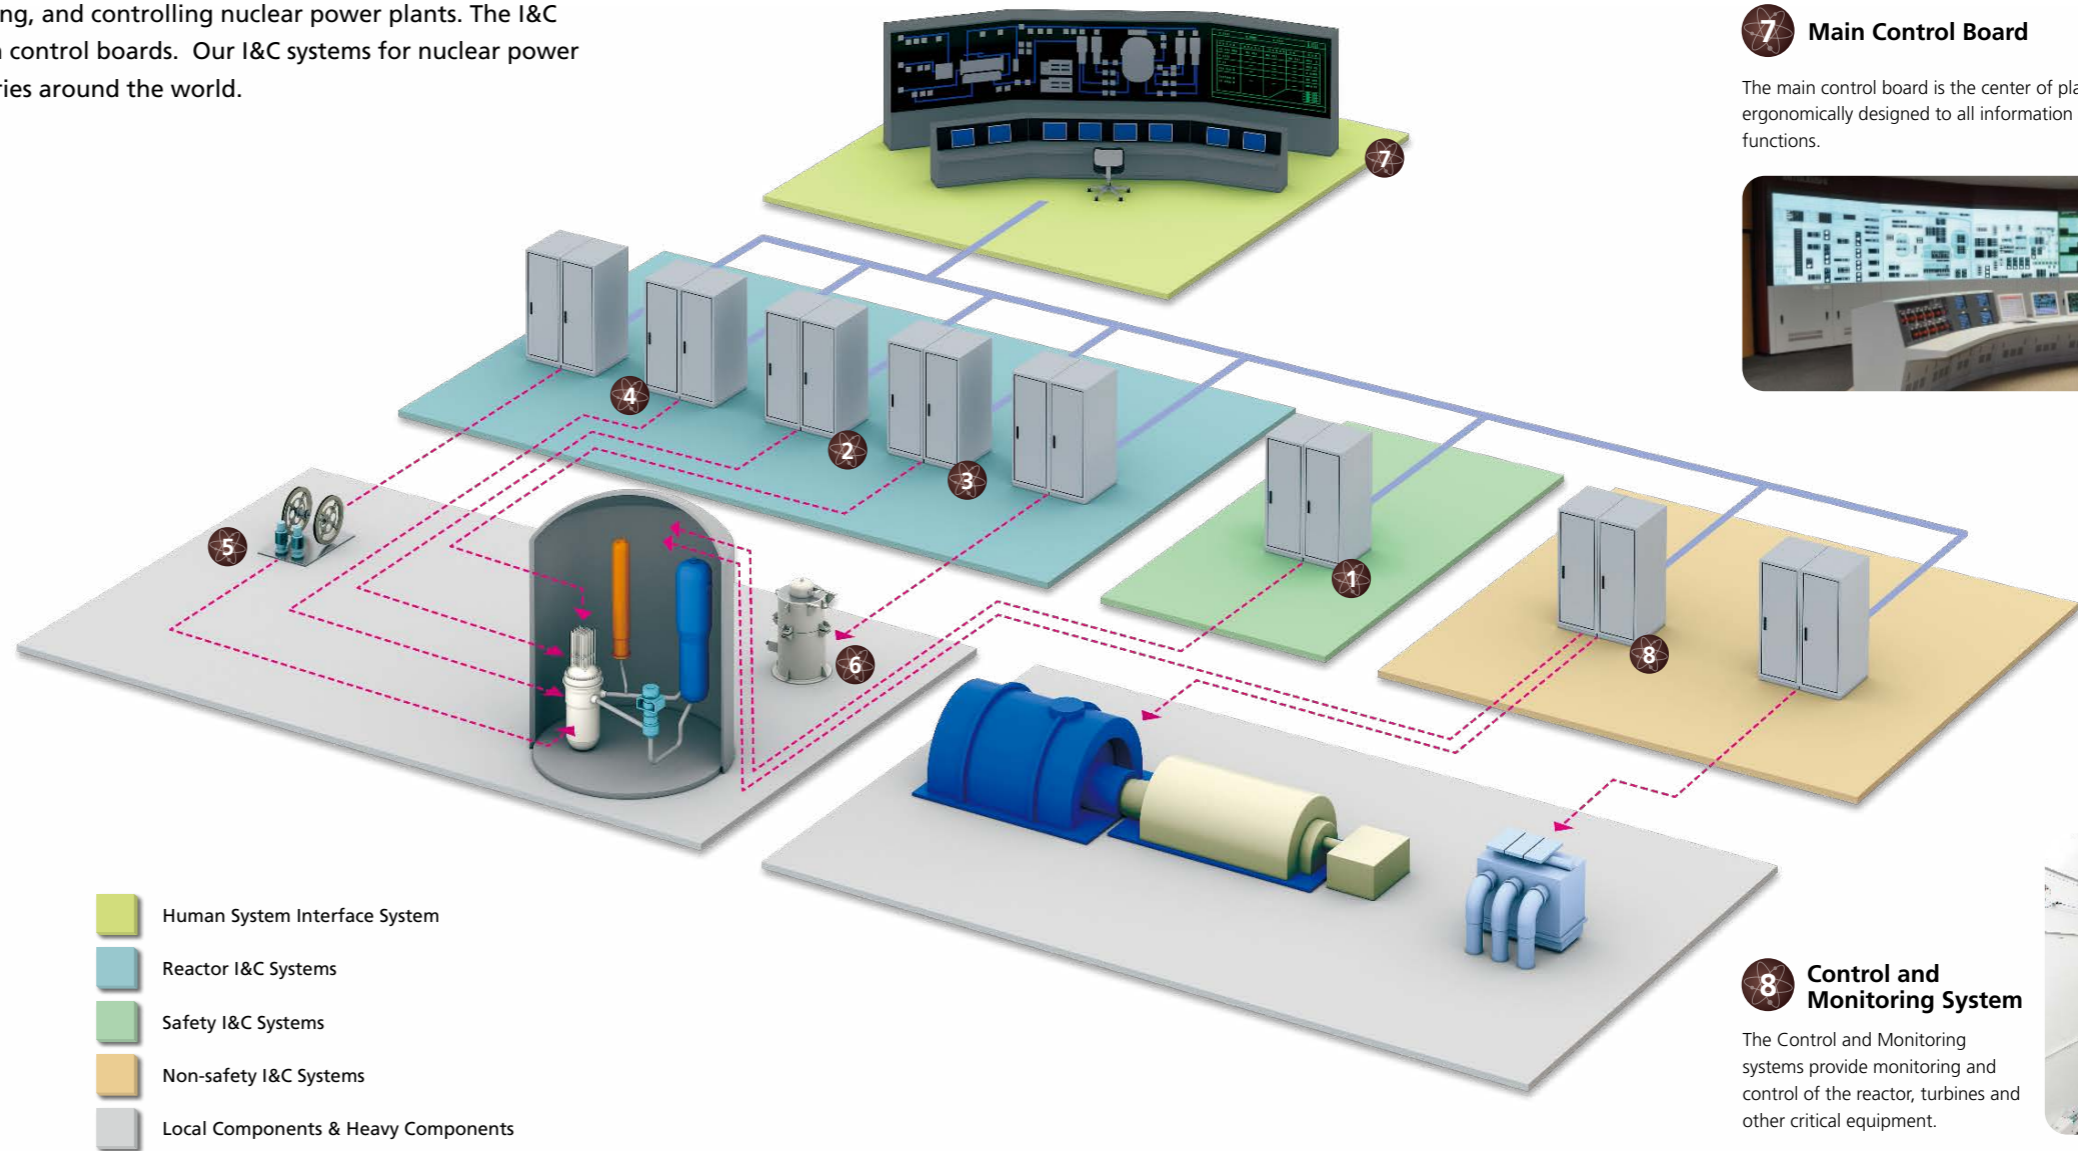 ing, and controlling nuclear power plants. The I&C
control boards. Our I&C systems for nuclear power
ries around the world.
7 Main Control Board
The main control board is the center of pla
ergonomically designed to all information
functions.
7
4
2
3
5
1
6
8
Human System Interface System
Reactor I&C Systems
Safety I&C Systems
Non-safety I&C Systems
Local Components & Heavy Components
8 Control and
Monitoring System
The Control and Monitoring
systems provide monitoring and
control of the reactor, turbines and
other critical equipment.